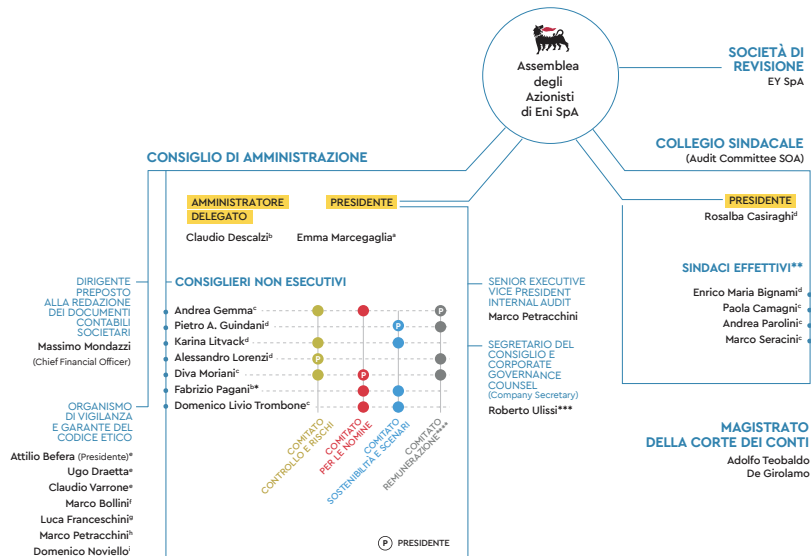 Assemblea
degli
Azionisti
di Eni SpA
SOCIETÀ DI
REVISIONE
EY SpA
COLLEGIO SINDACALE
(Audit Committee SOA)
PRESIDENTE
Rosalba Casiraghiᵈ
SINDACI EFFETTIVI**
Enrico Maria Bignamiᵈ
Paola Camagniᶜ
Andrea Paroliniᶜ
Marco Seraciniᶜ
MAGISTRATO
DELLA CORTE DEI CONTI
Adolfo Teobaldo
De Girolamo
CONSIGLIO DI AMMINISTRAZIONE
AMMINISTRATORE
DELEGATO
Claudio Descalziᵇ
PRESIDENTE
Emma Marcegagliaᵃ
CONSIGLIERI NON ESECUTIVI
Andrea Gemmaᶜ
P
Pietro A. Guindaniᵈ
P
Karina Litvackᵈ
Alessandro Lorenziᵈ
P
Diva Morianiᶜ
P
Fabrizio Paganiᵇ*
Domenico Livio Tromboneᶜ
COMITATO
CONTROLLO E RISCHI
COMITATO
PER LE NOMINE
COMITATO
SOSTENIBILITÀ E SCENARI
COMITATO
REMUNERAZIONE****
P PRESIDENTE
DIRIGENTE
PREPOSTO
ALLA REDAZIONE
DEI DOCUMENTI
CONTABILI
SOCIETARI
Massimo Mondazzi
(Chief Financial Officer)
ORGANISMO
DI VIGILANZA
E GARANTE DEL
CODICE ETICO
Attilio Befera (Presidente)ᵉ
Ugo Draettaᵉ
Claudio Varroneᵉ
Marco Bolliniᶠ
Luca Franceschiniᵍ
Marco Petracchiniʰ
Domenico Novielloⁱ
SENIOR EXECUTIVE
VICE PRESIDENT
INTERNAL AUDIT
Marco Petracchini
SEGRETARIO DEL
CONSIGLIO E
CORPORATE
GOVERNANCE
COUNSEL
(Company Secretary)
Roberto Ulissi***